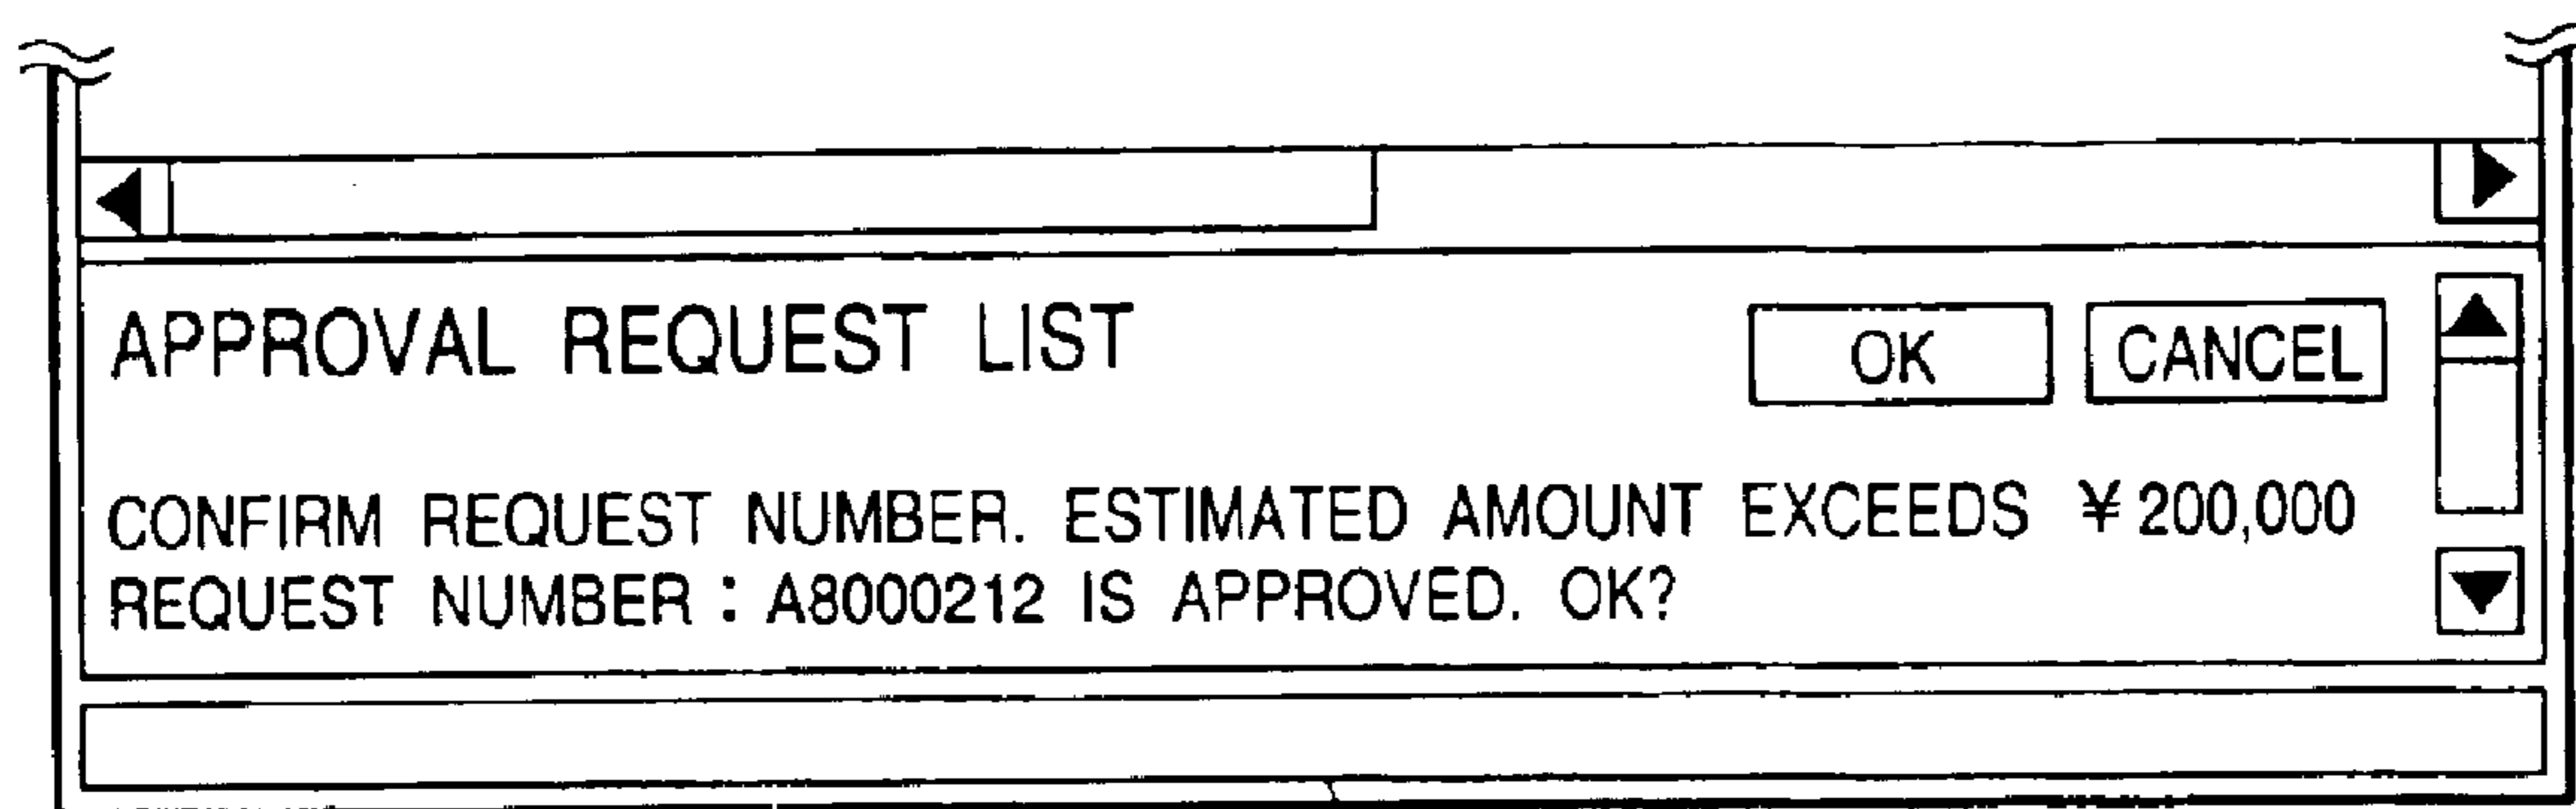 APPROVAL REQUEST LIST OK CANCEL
CONFIRM REQUEST NUMBER. ESTIMATED AMOUNT EXCEEDS ¥200,000
REQUEST NUMBER : A8000212 IS APPROVED. OK?